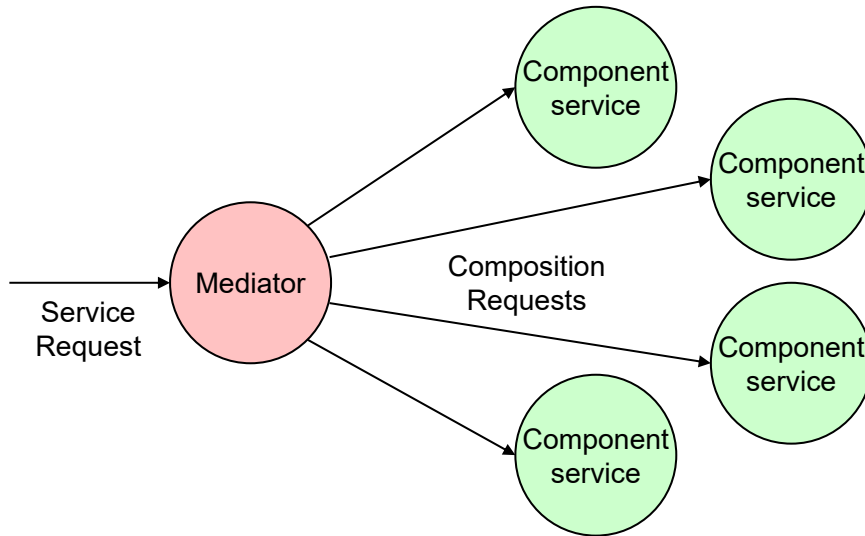 Component
service
Component
service
Mediator
Composition
Requests
Service
Request
Component
service
Component
service